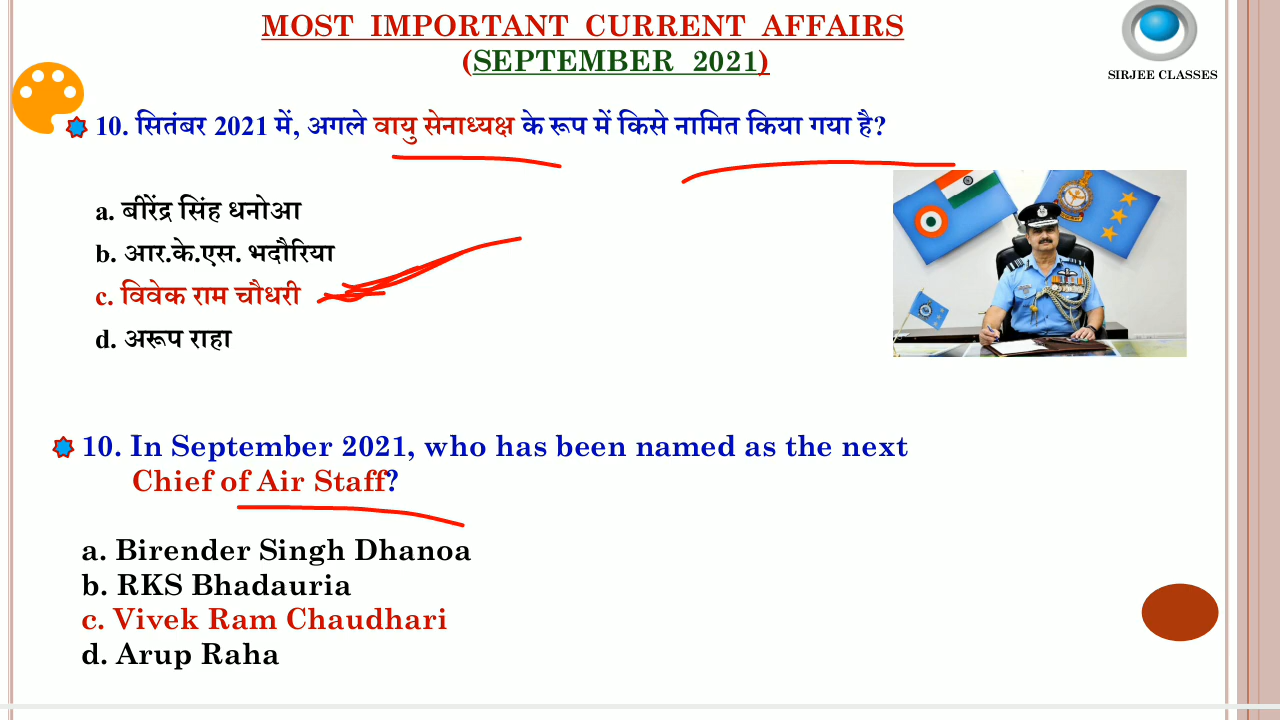 MOST IMPORTANT CURRENT AFFAIRS
(SEPTEMBER 2021)
SIRJEE CLASSES
10. सितंबर 2021 में, अगले वायु सेनाध्यक्ष के रूप में किसे नामित किया गया है?
a. बीरेंद्र सिंह धनोआ
b. आर.के.एस. भदौरिया
c. विवेक राम चौधरी
d. अरूप राहा
10. In September 2021, who has been named as the next
Chief of Air Staff?
a. Birender Singh Dhanoa
b. RKS Bhadauria
c. Vivek Ram Chaudhari
d. Arup Raha